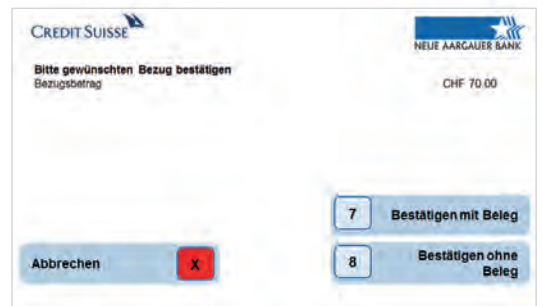 CREDIT SUISSE
NEUE AARGAUER BANK
Bitte gewünschten Bezug bestätigen
Bezugsbetrag
CHF 70.00
7
Bestätigen mit Beleg
Abbrechen
X
8
Bestätigen ohne
Beleg